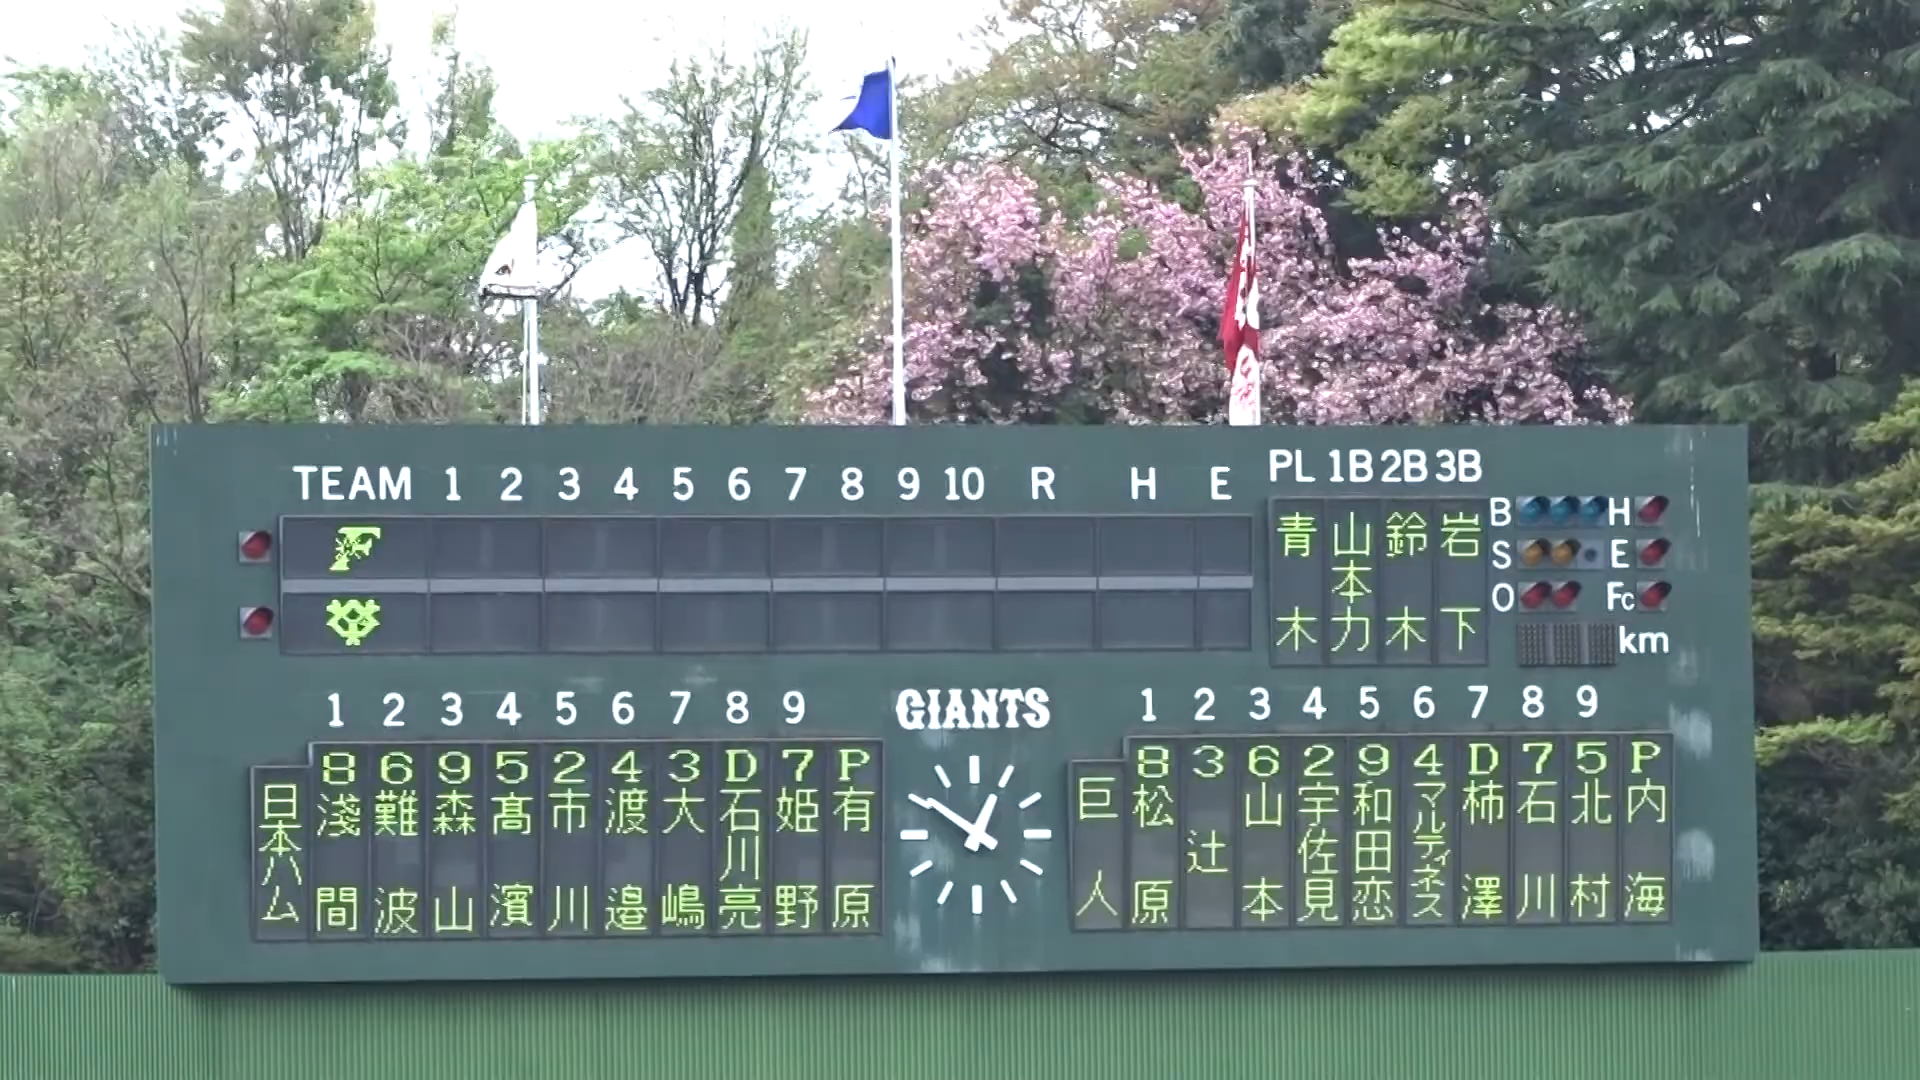 TEAM 1 2 3 4 5 6 7 8 9 10 R H E
PL 1B 2B 3B
青木 山本力 鈴木 岩下
B H
S E
O Fc
km
1 2 3 4 5 6 7 8 9
8 6 9 5 2 4 3 D 7 P
日本ハム 淺間 難波 森山 髙濱 市川 渡邉 大嶋 石川亮 姫野 有原
GIANTS
1 2 3 4 5 6 7 8 9
8 3 6 2 9 4 D 7 5 P
巨人 松原 辻 山本 宇佐見 和田恋 マルティネス 柿澤 石川 北村 内海